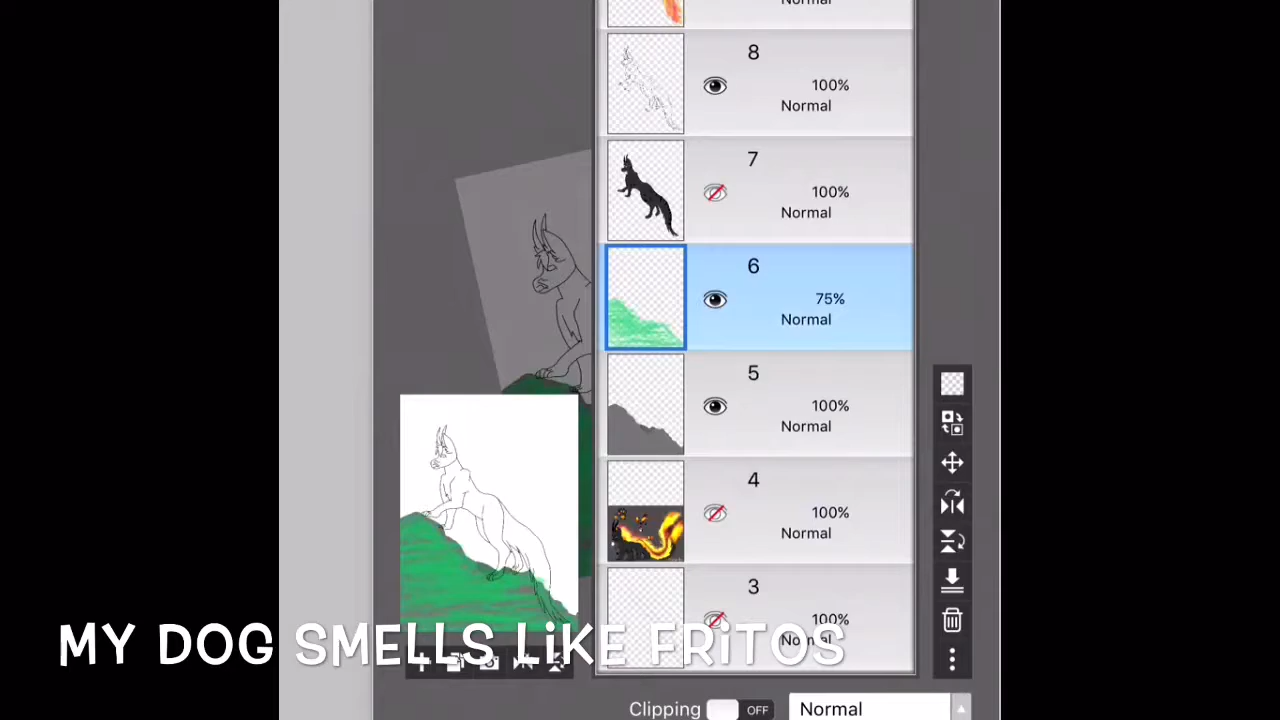 Normal
8
100%
Normal
7
100%
Normal
6
75%
Normal
5
100%
Normal
4
100%
Normal
3
100%
Normal
MY DOG SMELLS LiKE FRiTOS
Clipping OFF Normal